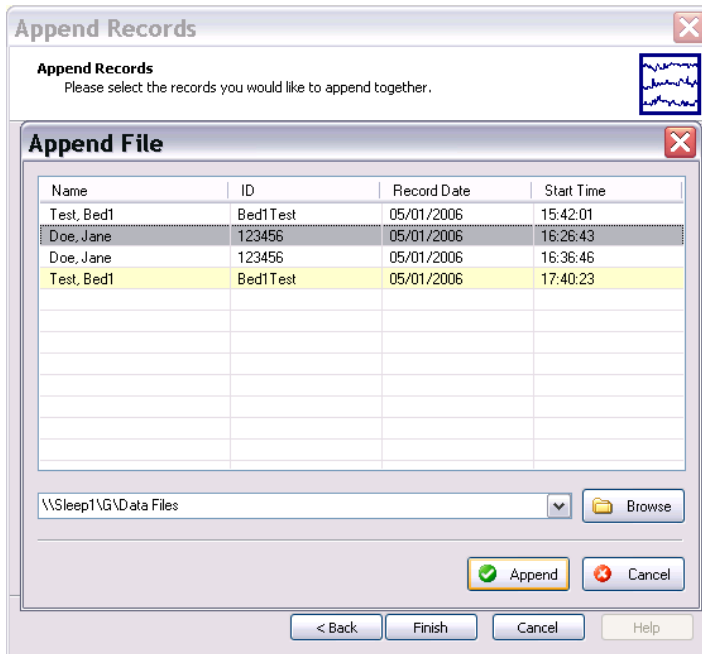 Append Records
Append Records
Please select the records you would like to append together.
Append File
Name ID Record Date Start Time
Test, Bed1 Bed1Test 05/01/2006 15:42:01
Doe, Jane 123456 05/01/2006 16:26:43
Doe, Jane 123456 05/01/2006 16:36:46
Test, Bed1 Bed1Test 05/01/2006 17:40:23
\\Sleep1\G\Data Files Browse
Append Cancel
< Back Finish Cancel Help